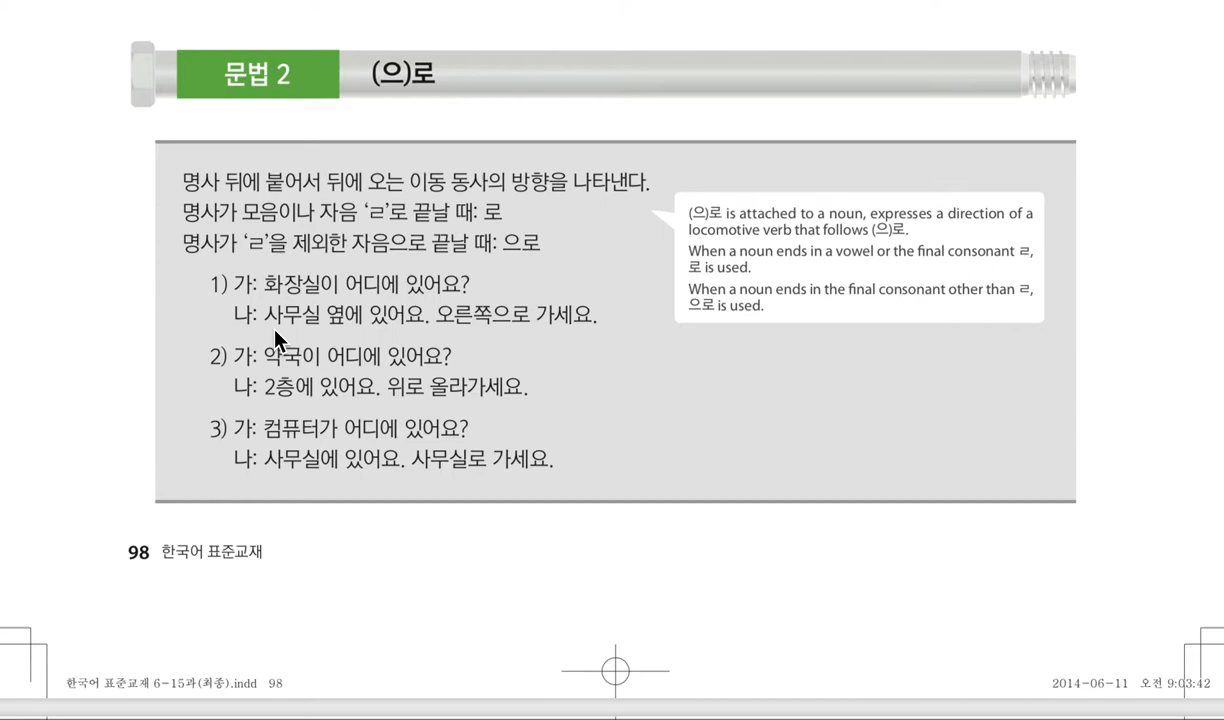 문법 2
(으)로
명사 뒤에 붙어서 뒤에 오는 이동 동사의 방향을 나타낸다.
명사가 모음이나 자음 ‘ㄹ’로 끝날 때: 로
명사가 ‘ㄹ’을 제외한 자음으로 끝날 때: 으로
(으)로 is attached to a noun, expresses a direction of a
locomotive verb that follows (으)로.
When a noun ends in a vowel or the final consonant ㄹ,
로 is used.
When a noun ends in the final consonant other than ㄹ,
으로 is used.
1) 가: 화장실이 어디에 있어요?
나: 사무실 옆에 있어요. 오른쪽으로 가세요.
2) 가: 약국이 어디에 있어요?
나: 2층에 있어요. 위로 올라가세요.
3) 가: 컴퓨터가 어디에 있어요?
나: 사무실에 있어요. 사무실로 가세요.
98 한국어 표준교재
한국어 표준교재 6-15과(최종).indd 98
2014-06-11 오전 9:03:42